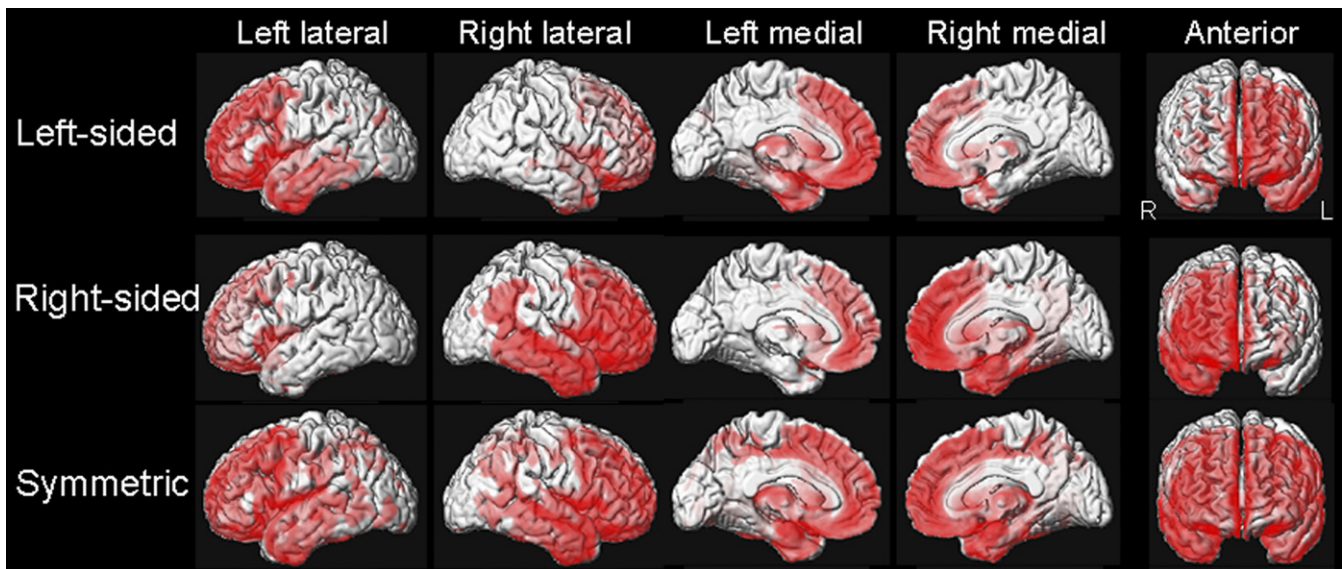 Left lateral Right lateral Left medial Right medial Anterior
Left-sided
R L
Right-sided
Symmetric